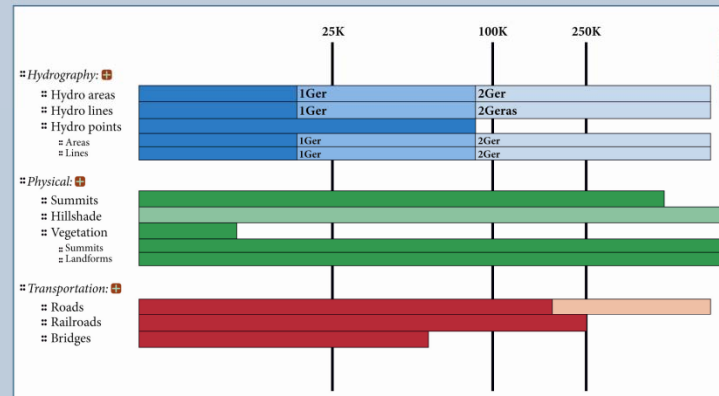 25K 100K 250K
Hydrography:
Hydro areas 1Ger 2Ger
Hydro lines 1Ger 2Geras
Hydro points
Areas 1Ger 2Ger
Lines 1Ger 2Ger
Physical:
Summits
Hillshade
Vegetation
Summits
Landforms
Transportation:
Roads
Railroads
Bridges